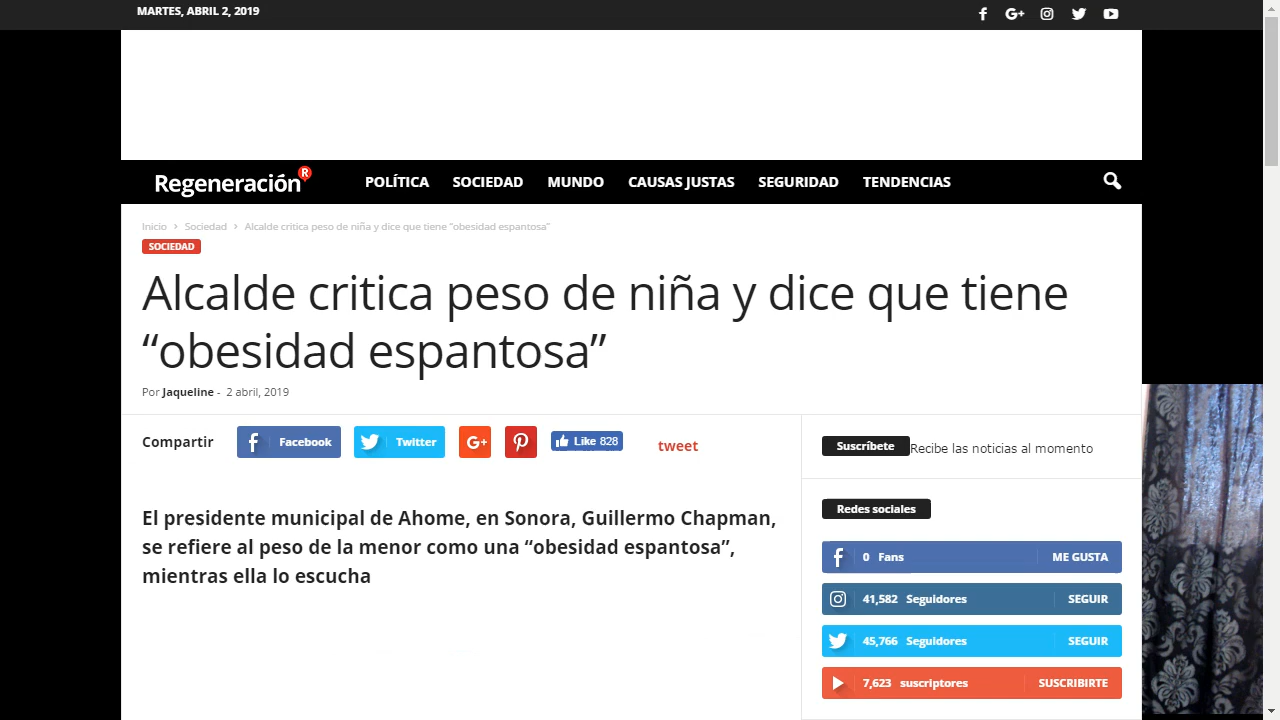 MARTES, ABRIL 2, 2019
Regeneración R
POLÍTICA SOCIEDAD MUNDO CAUSAS JUSTAS SEGURIDAD TENDENCIAS
Inicio › Sociedad › Alcalde critica peso de niña y dice que tiene “obesidad espantosa”
SOCIEDAD
Alcalde critica peso de niña y dice que tiene
“obesidad espantosa”
Por Jaqueline - 2 abril, 2019
Compartir Facebook Twitter G+ Like 828 tweet
El presidente municipal de Ahome, en Sonora, Guillermo Chapman,
se refiere al peso de la menor como una “obesidad espantosa”,
mientras ella lo escucha
Suscríbete Recibe las noticias al momento
Redes sociales
0 Fans ME GUSTA
41,582 Seguidores SEGUIR
45,766 Seguidores SEGUIR
7,623 suscriptores SUSCRIBIRTE